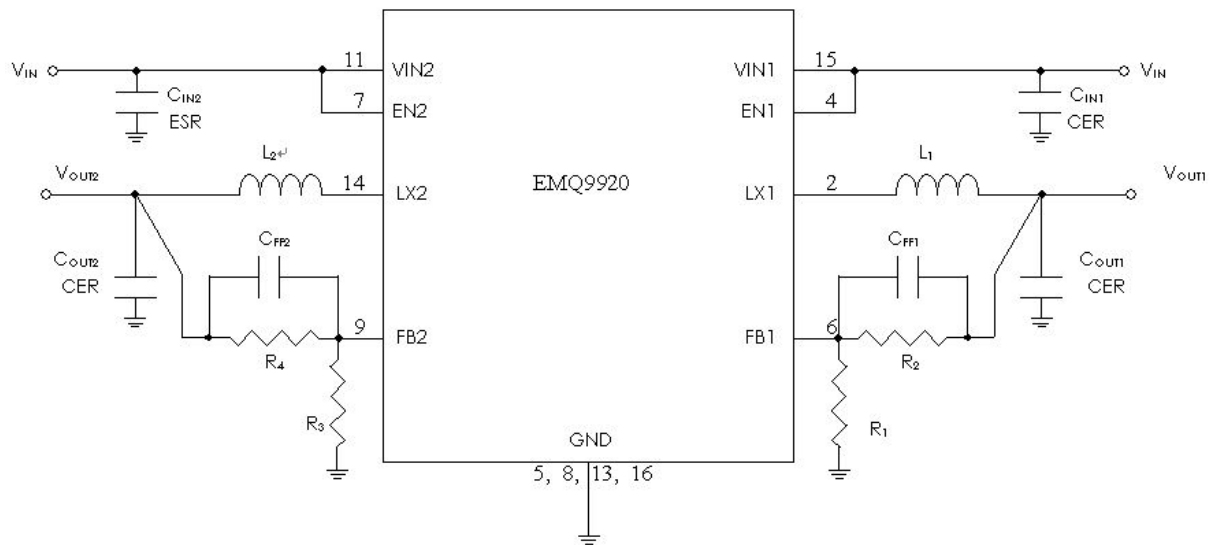 11 VIN2 VIN1 15
VIN VIN
7 EN2 EN1 4
CIN2 CIN1
ESR CER
L2↵ L1
VOUT2 14 LX2 EMQ9920 LX1 2 VOUT1
CFF2 CFF1
COUT2 COUT1
CER CER
9 FB2 FB1 6
R4 R2
R3 R1
GND
5, 8, 13, 16